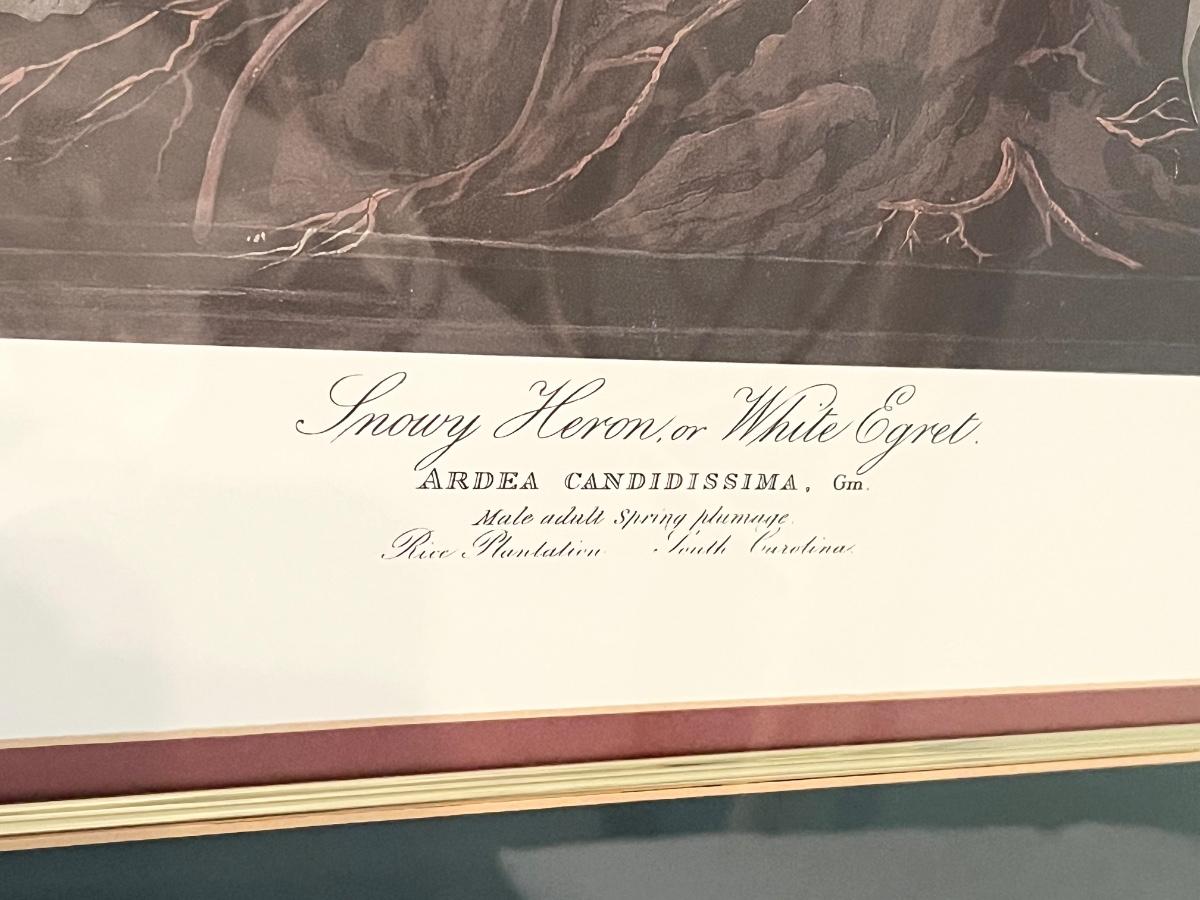 Snowy Heron, or White Egret.
ARDEA CANDIDISSIMA, Gm.
Male adult Spring plumage.
Rice Plantation South Carolina.